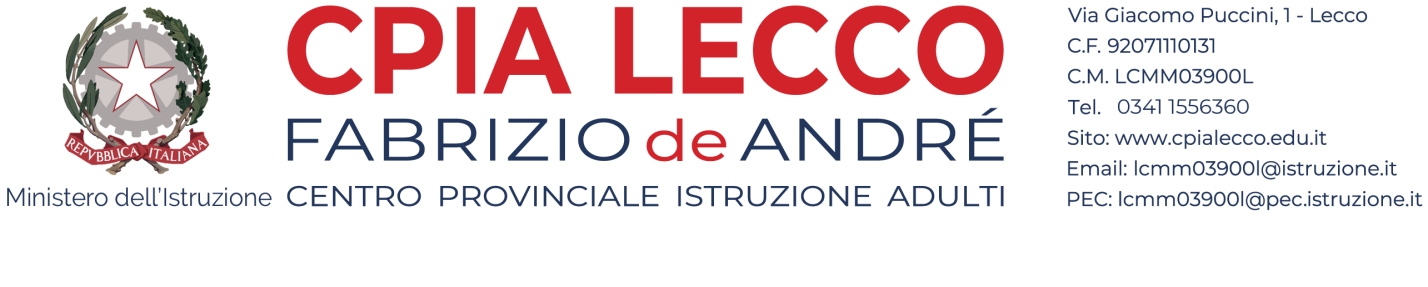 REPVBBLICA ITALIANA
Ministero dell'Istruzione
CPIA LECCO
FABRIZIO de ANDRÉ
CENTRO PROVINCIALE ISTRUZIONE ADULTI
Via Giacomo Puccini, 1 - Lecco
C.F. 92071110131
C.M. LCMM03900L
Tel. 0341 1556360
Sito: www.cpialecco.edu.it
Email: lcmm03900l@istruzione.it
PEC: lcmm03900l@pec.istruzione.it